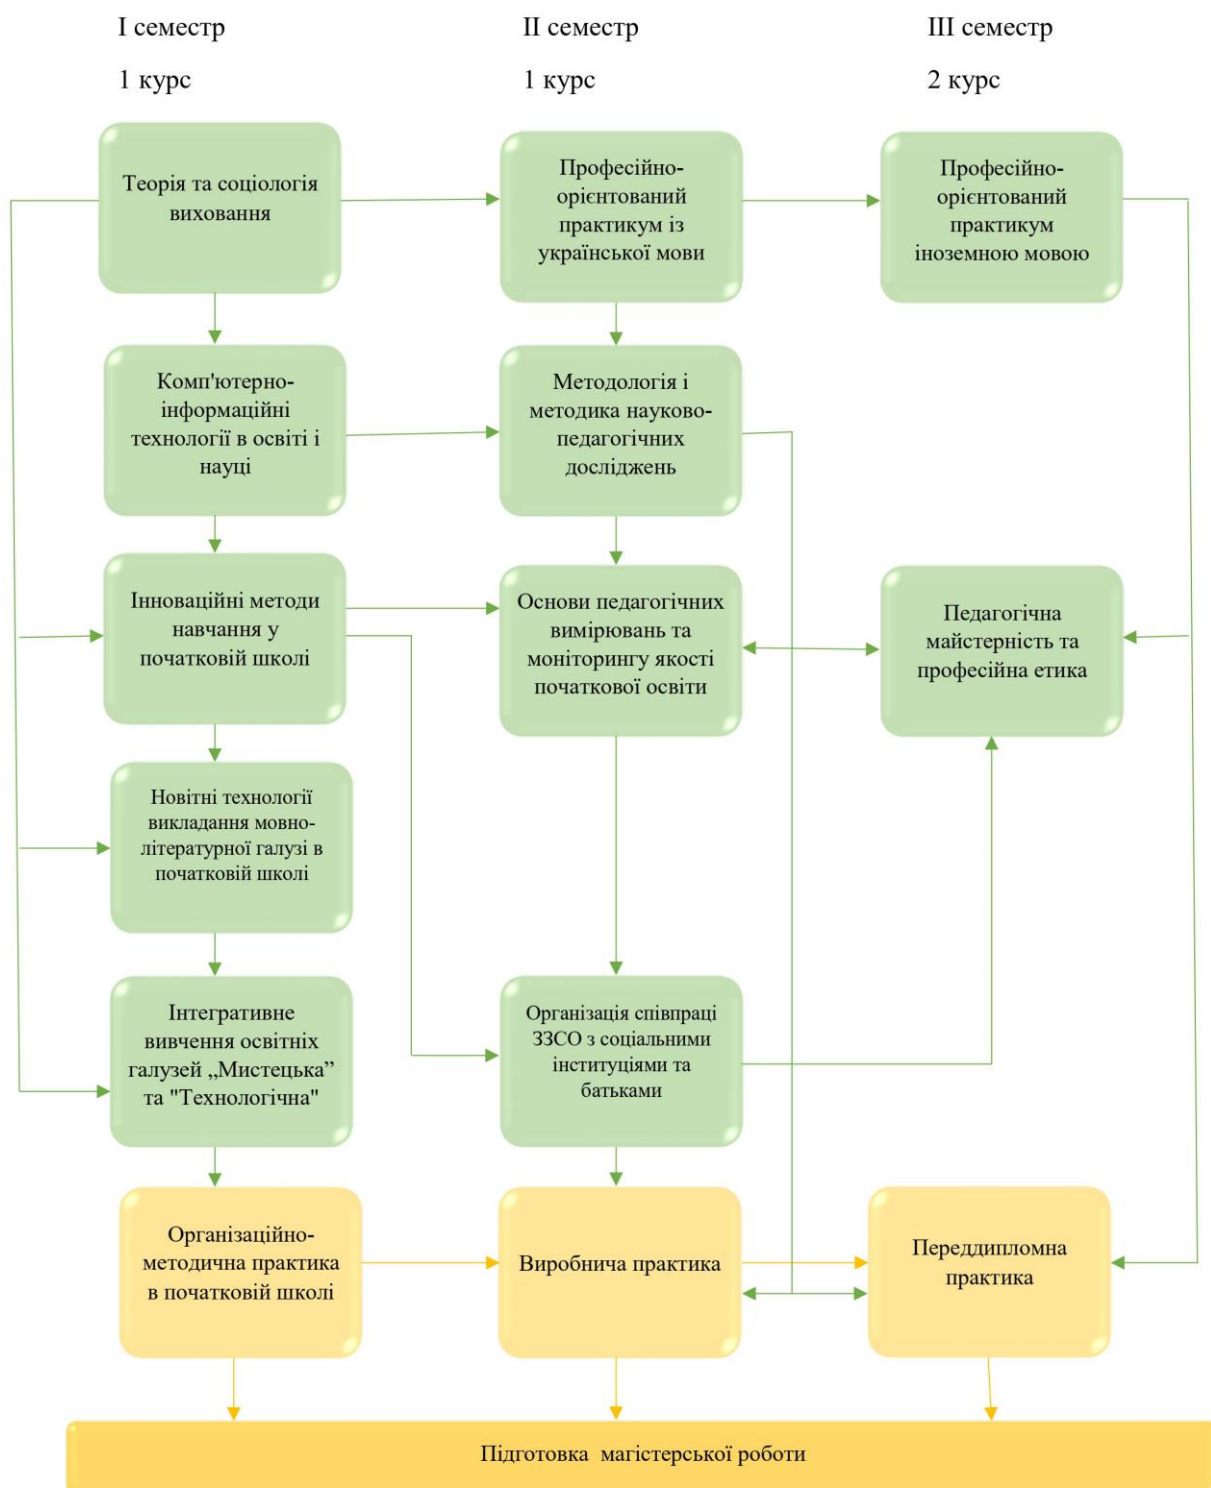 I семестр
II семестр
III семестр
1 курс
1 курс
2 курс
Теорія та соціологія
виховання
Професійно-
орієнтований
практикум із
української мови
Професійно-
орієнтований
практикум
іноземною мовою
Комп'ютерно-
інформаційні
технології в освіті і
науці
Методологія і
методика науково-
педагогічних
досліджень
Інноваційні методи
навчання у
початковій школі
Основи педагогічних
вимірювань та
моніторингу якості
початкової освіти
Педагогічна
майстерність та
професійна етика
Новітні технології
викладання мовно-
літературної галузі в
початковій школі
Інтегративне
вивчення освітніх
галузей „Мистецька”
та "Технологічна"
Організація співпраці
ЗЗСО з соціальними
інституціями та
батьками
Організаційно-
методична практика
в початковій школі
Виробнича практика
Переддипломна
практика
Підготовка магістерської роботи